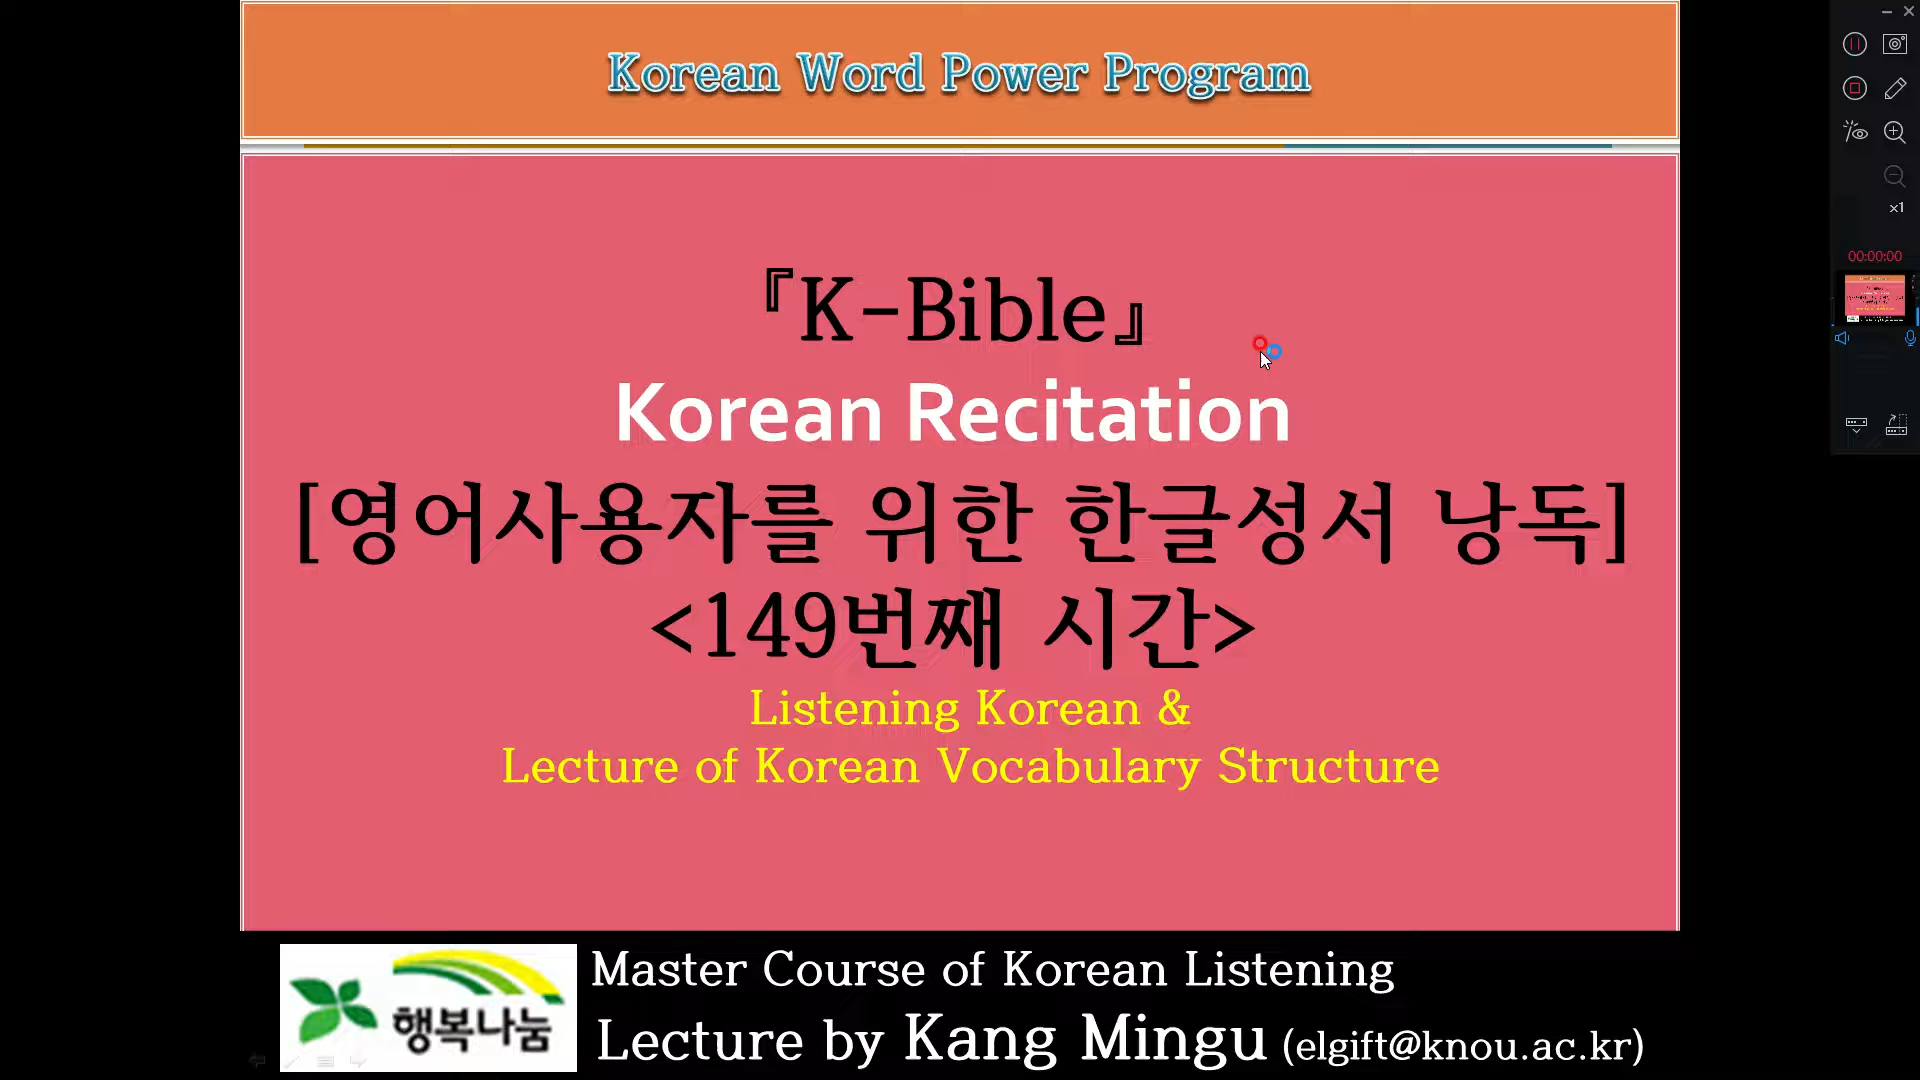 Korean Word Power Program
『K-Bible』
Korean Recitation
[영어사용자를 위한 한글성서 낭독]
<149번째 시간>
Listening Korean &
Lecture of Korean Vocabulary Structure
행복나눔
Master Course of Korean Listening
Lecture by Kang Mingu (elgift@knou.ac.kr)
x1
00:00:00